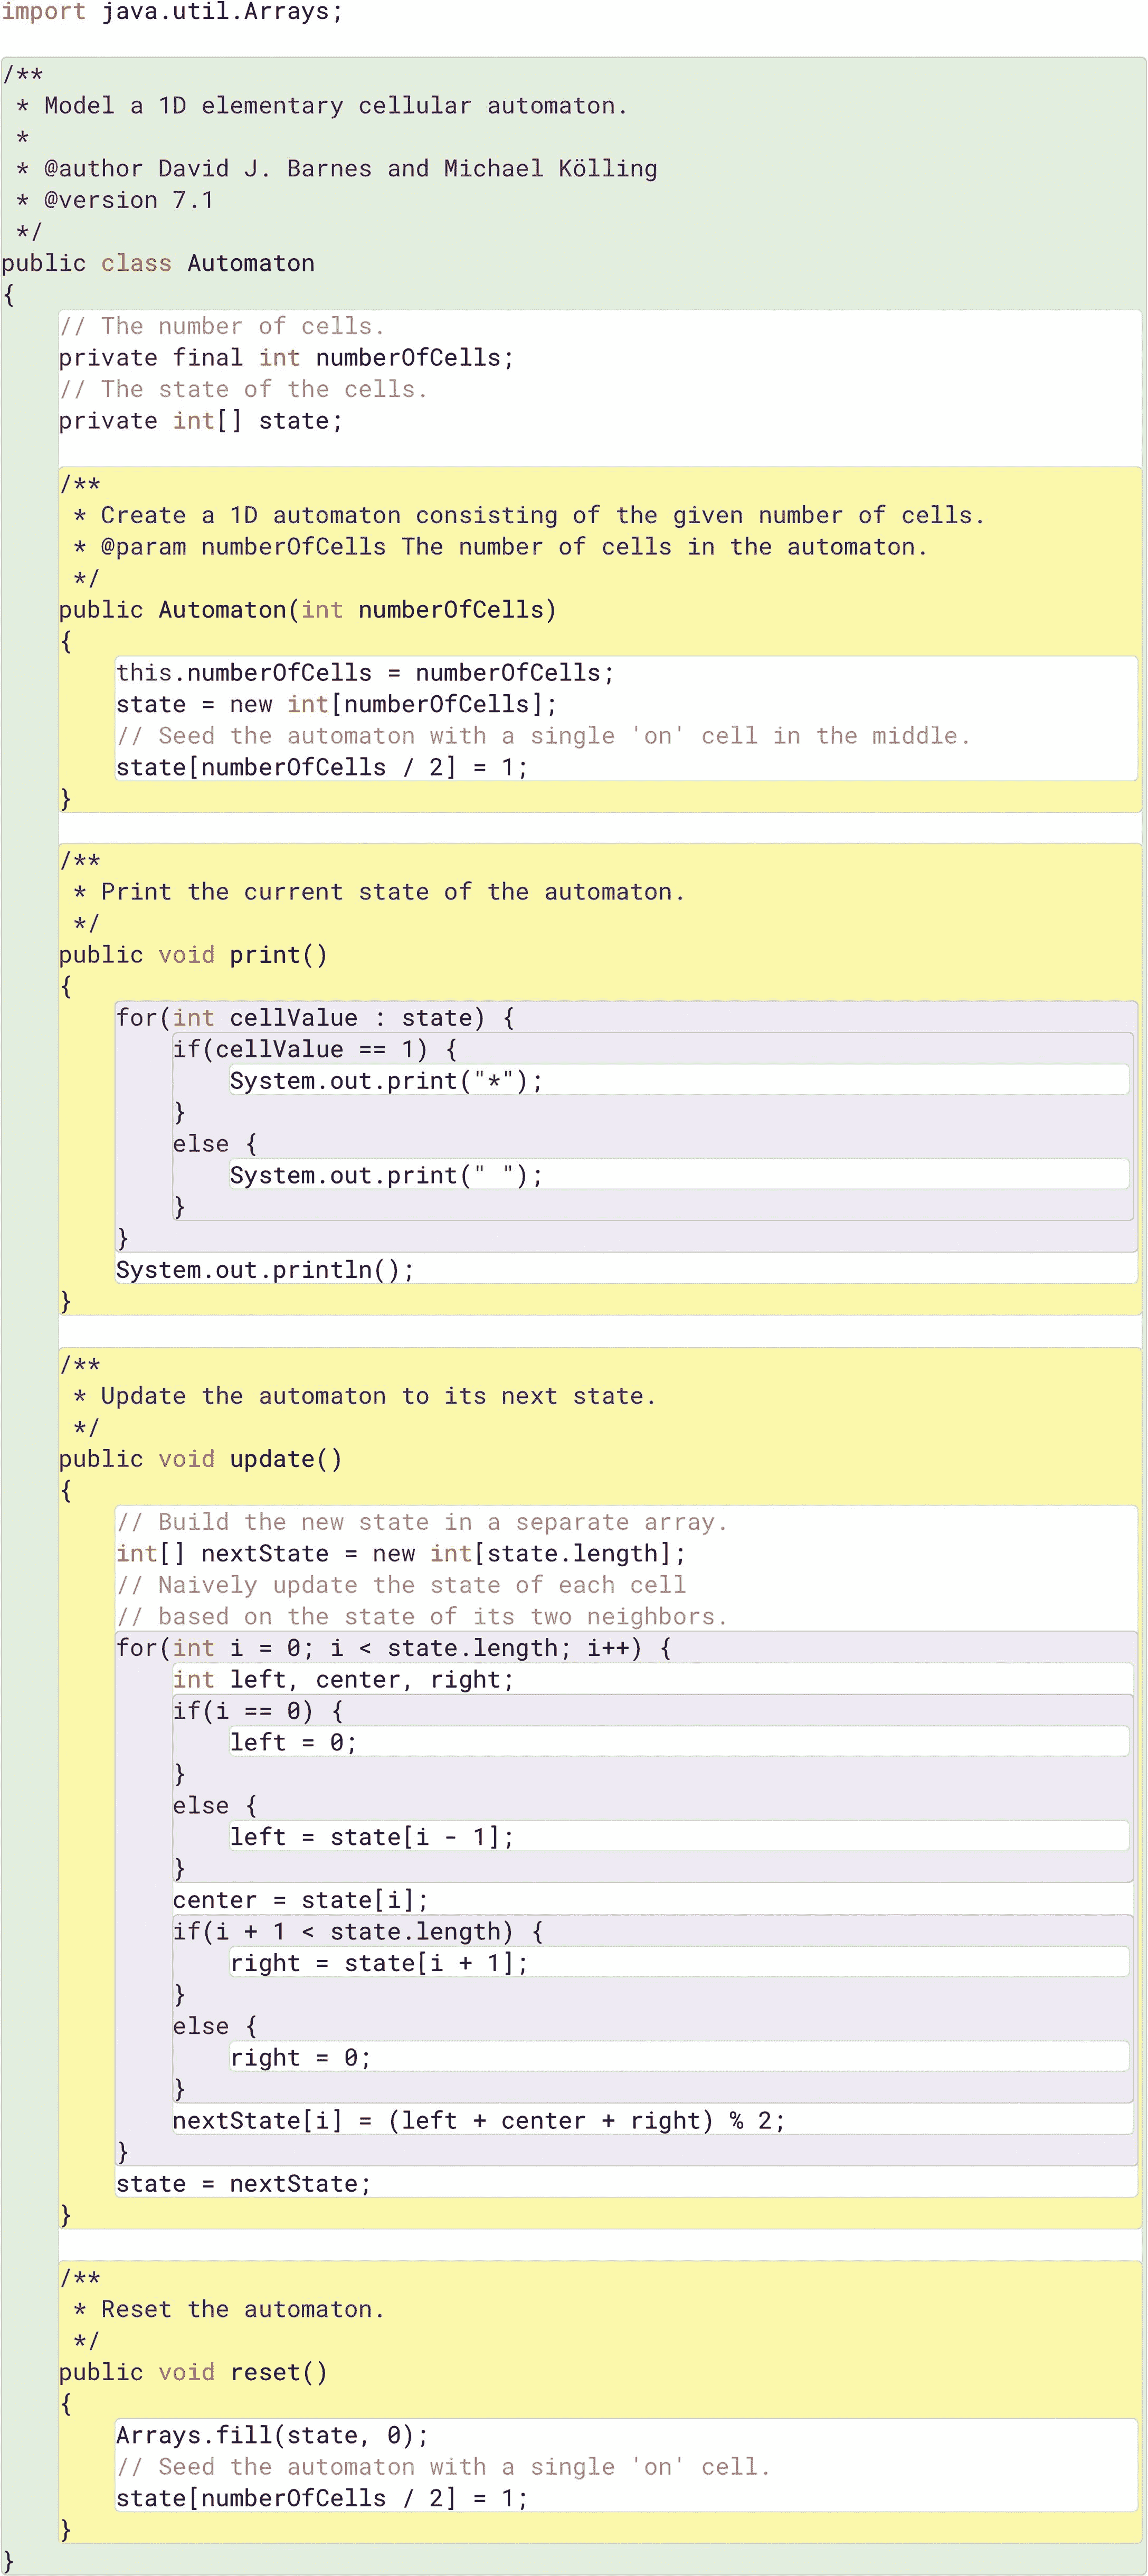 import java.util.Arrays;

/**
 * Model a 1D elementary cellular automaton.
 *
 * @author David J. Barnes and Michael Kölling
 * @version 7.1
 */
public class Automaton
{
    // The number of cells.
    private final int numberOfCells;
    // The state of the cells.
    private int[] state;

    /**
     * Create a 1D automaton consisting of the given number of cells.
     * @param numberOfCells The number of cells in the automaton.
     */
    public Automaton(int numberOfCells)
    {
        this.numberOfCells = numberOfCells;
        state = new int[numberOfCells];
        // Seed the automaton with a single 'on' cell in the middle.
        state[numberOfCells / 2] = 1;
    }

    /**
     * Print the current state of the automaton.
     */
    public void print()
    {
        for(int cellValue : state) {
            if(cellValue == 1) {
                System.out.print("*");
            }
            else {
                System.out.print(" ");
            }
        }
        System.out.println();
    }

    /**
     * Update the automaton to its next state.
     */
    public void update()
    {
        // Build the new state in a separate array.
        int[] nextState = new int[state.length];
        // Naively update the state of each cell
        // based on the state of its two neighbors.
        for(int i = 0; i < state.length; i++) {
            int left, center, right;
            if(i == 0) {
                left = 0;
            }
            else {
                left = state[i - 1];
            }
            center = state[i];
            if(i + 1 < state.length) {
                right = state[i + 1];
            }
            else {
                right = 0;
            }
            nextState[i] = (left + center + right) % 2;
        }
        state = nextState;
    }

    /**
     * Reset the automaton.
     */
    public void reset()
    {
        Arrays.fill(state, 0);
        // Seed the automaton with a single 'on' cell.
        state[numberOfCells / 2] = 1;
    }
}